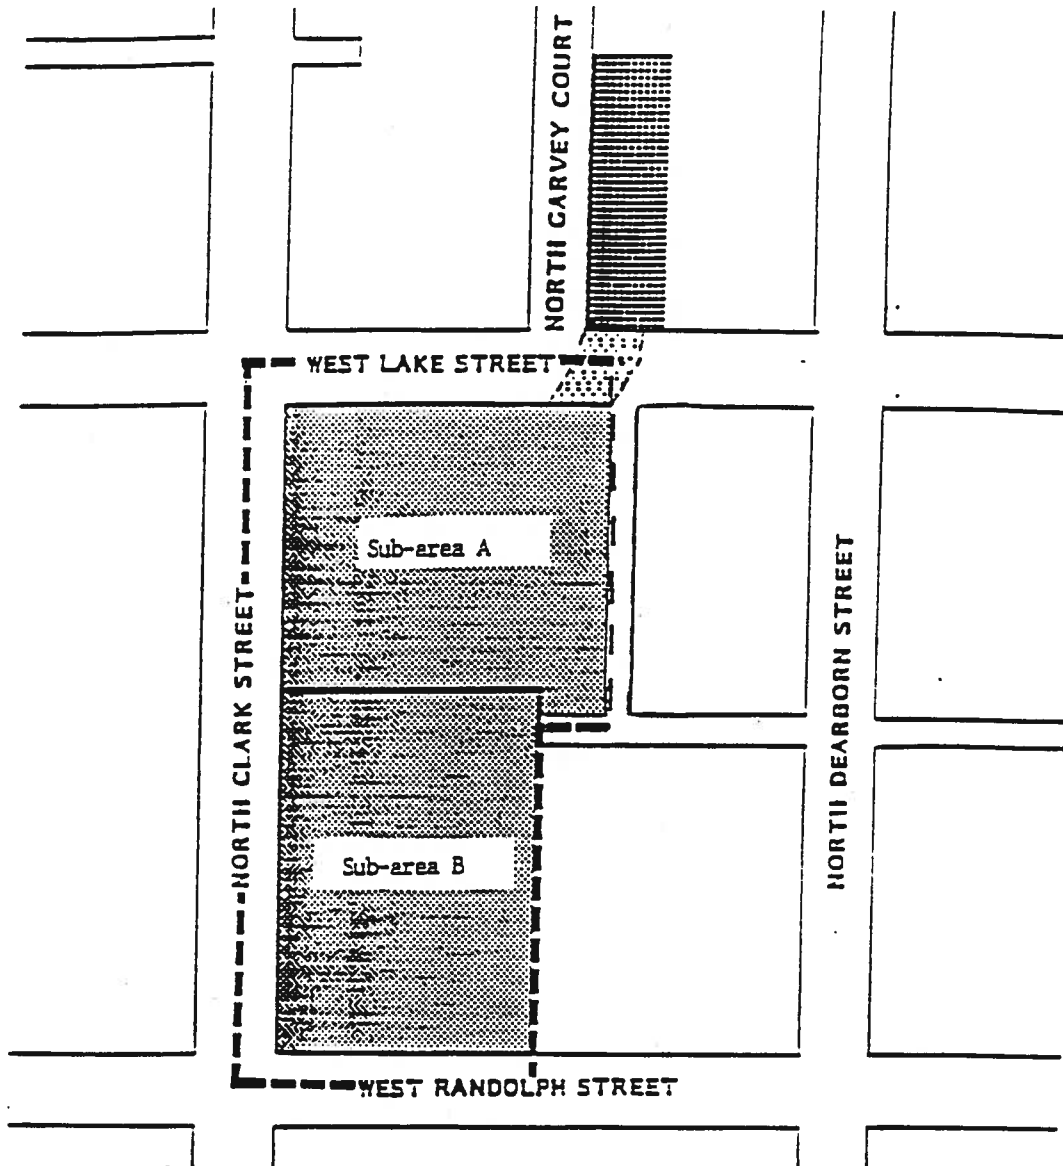 NORTH GARVEY COURT
WEST LAKE STREET
Sub-area A
NORTH CLARK STREET
NORTH DEARBORN STREET
Sub-area B
WEST RANDOLPH STREET